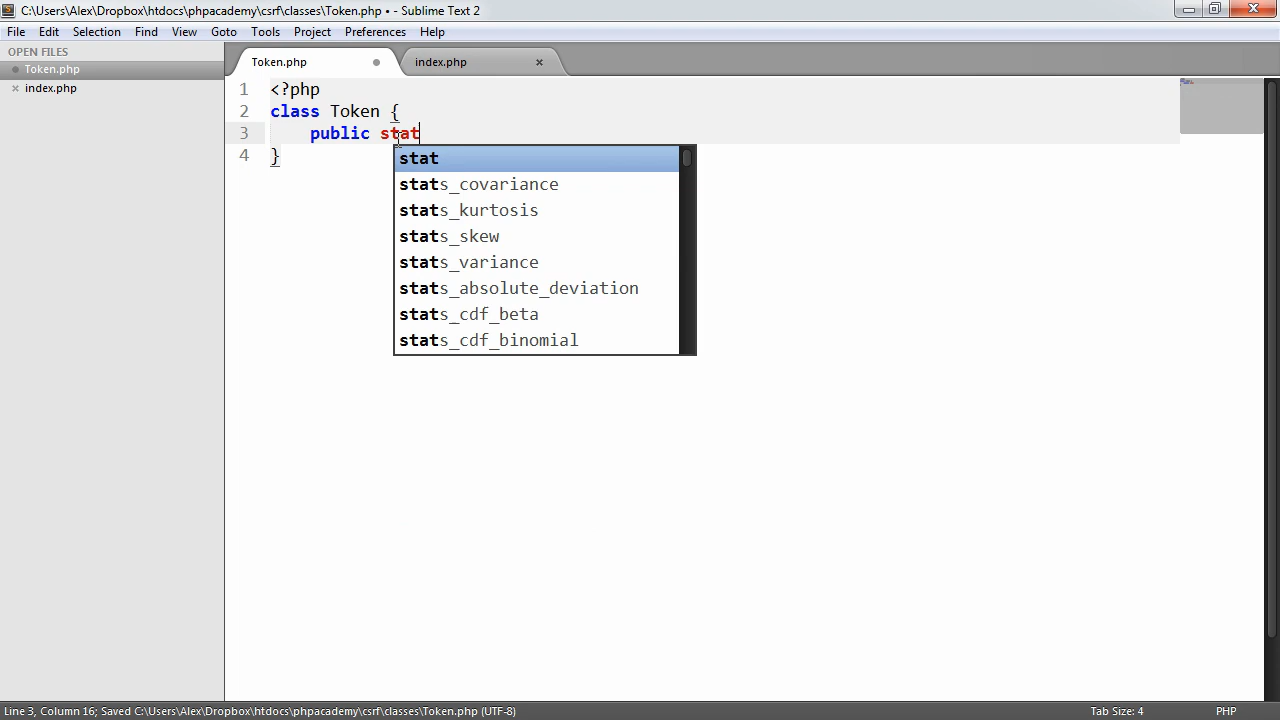 C:\Users\Alex\Dropbox\htdocs\phpacademy\csrf\classes\Token.php • - Sublime Text 2
File Edit Selection Find View Goto Tools Project Preferences Help
OPEN FILES
Token.php
index.php
Token.php index.php
1 <?php
2 class Token {
3 public stat
4 }
stat
stats_covariance
stats_kurtosis
stats_skew
stats_variance
stats_absolute_deviation
stats_cdf_beta
stats_cdf_binomial
Line 3, Column 16; Saved C:\Users\Alex\Dropbox\htdocs\phpacademy\csrf\classes\Token.php (UTF-8) Tab Size: 4 PHP